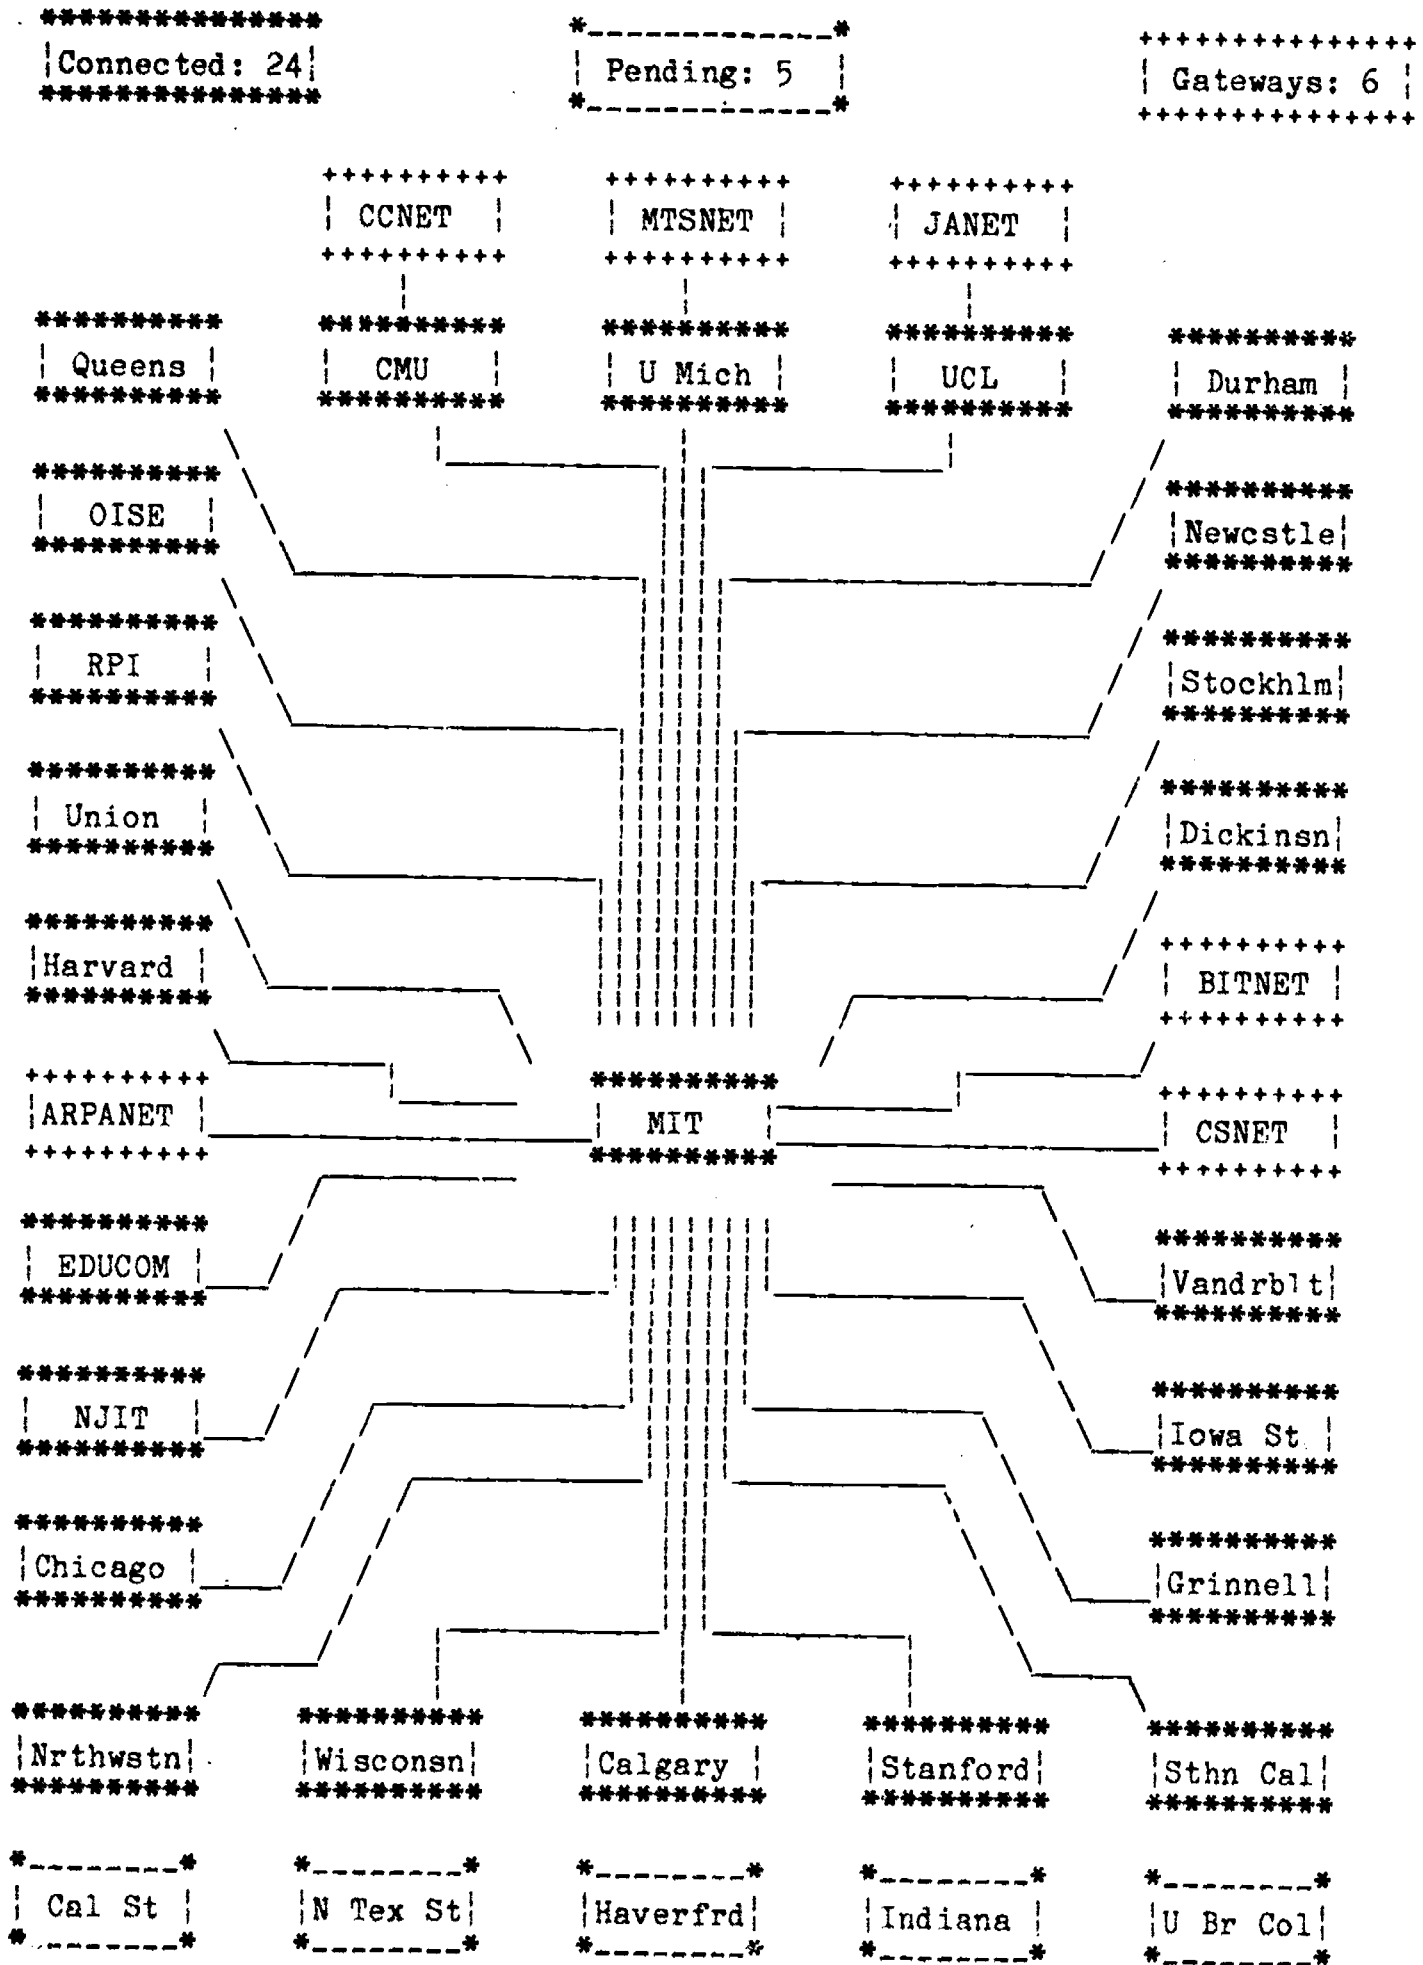 Connected: 24
Pending: 5
Gateways: 6
CCNET
MTSNET
JANET
Queens
CMU
U Mich
UCL
Durham
OISE
Newcstle
RPI
Stockhlm
Union
Dickinsn
Harvard
BITNET
ARPANET
MIT
CSNET
EDUCOM
Vandrblt
NJIT
Iowa St
Chicago
Grinnell
Nrthwstn
Wisconsn
Calgary
Stanford
Sthn Cal
Cal St
N Tex St
Haverfrd
Indiana
U Br Col